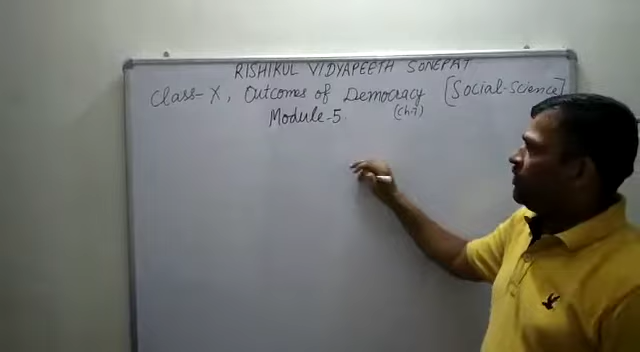 RISHIKUL VIDYAPEETH SONEPAT
Class-X, Outcomes of Democracy [Social-Science]
Module-5. (Ch-7)